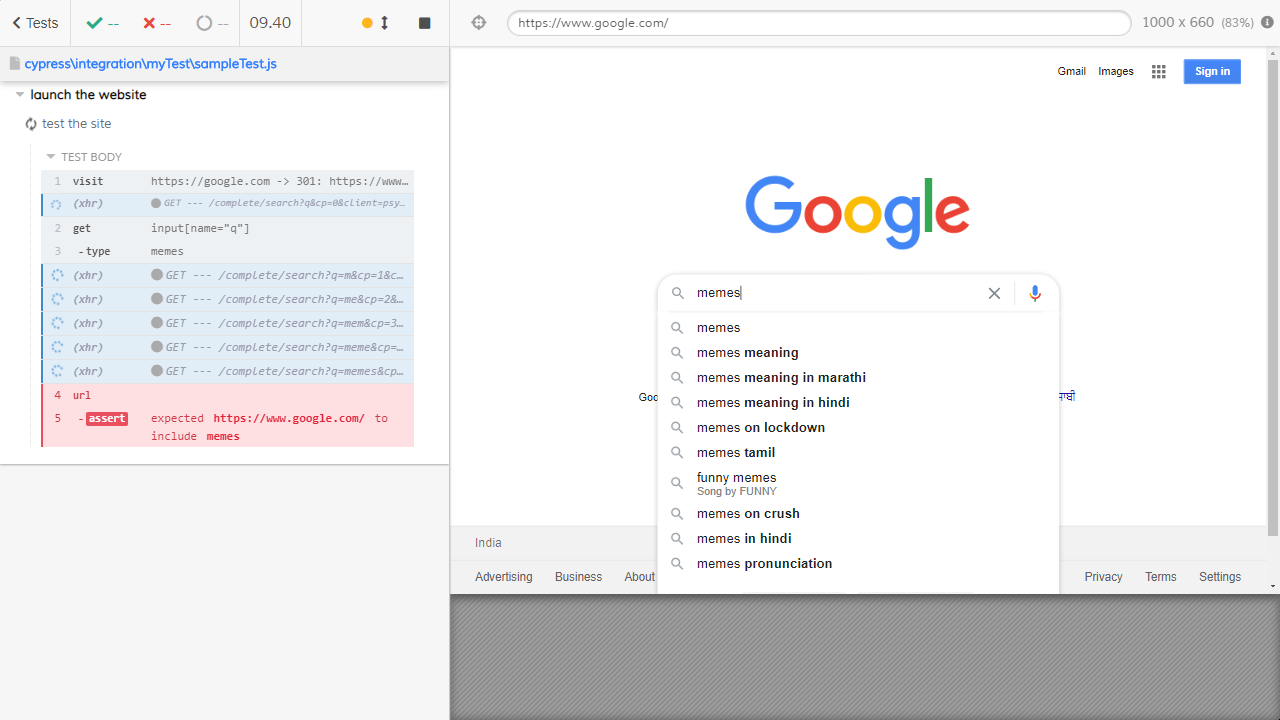 Tests
--
--
--
09.40
https://www.google.com/
1000 x 660 (83%)
cypress\integration\myTest\sampleTest.js
launch the website
test the site
TEST BODY
1 visit https://google.com -> 301: https://www…
(xhr) GET --- /complete/search?q&cp=0&client=psy…
2 get input[name="q"]
3 -type memes
(xhr) GET --- /complete/search?q=m&cp=1&c…
(xhr) GET --- /complete/search?q=me&cp=2&…
(xhr) GET --- /complete/search?q=mem&cp=3…
(xhr) GET --- /complete/search?q=meme&cp=…
(xhr) GET --- /complete/search?q=memes&cp…
4 url
5 -assert expected https://www.google.com/ to
include memes
Gmail Images Sign in
Google
memes
memes
memes meaning
memes meaning in marathi
memes meaning in hindi
memes on lockdown
memes tamil
funny memes
Song by FUNNY
memes on crush
memes in hindi
memes pronunciation
India
Advertising Business About Privacy Terms Settings